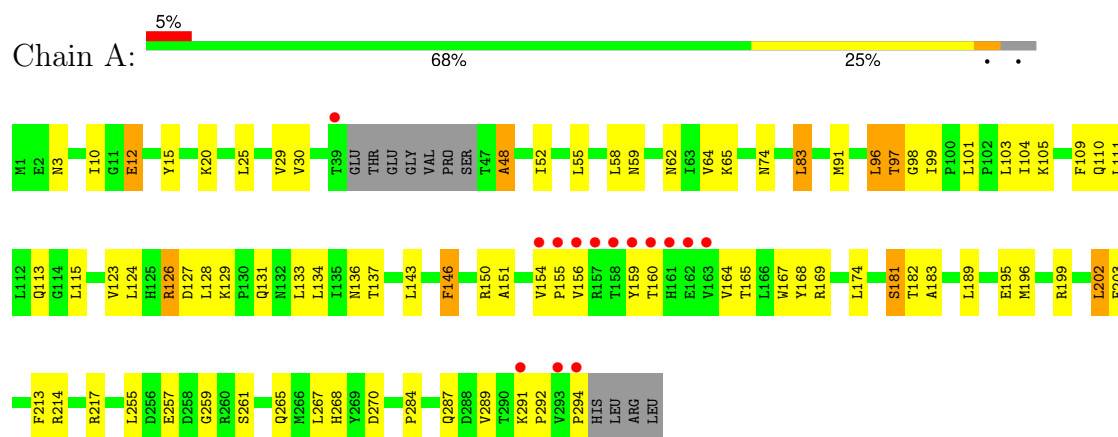 5%
Chain A:
68% 25% • •
M1 E2 N3 I10 G11 E12 Y15 K20 L25 V29 V30 T39 GLU THR GLU GLY VAL PRO SER T47 A48 I52 L55 L58 N59 N62 I63 V64 K65 N74 L83 M91 L96 T97 G98 I99 P100 L101 P102 L103 I104 K105 F109 Q110 L111
L112 Q113 G114 L115 V123 L124 H125 R126 D127 L128 K129 P130 Q131 N132 L133 L134 I135 N136 T137 L143 F146 R150 A151 V154 P155 V156 R157 T158 Y159 T160 H161 E162 V163 V164 T165 L166 W167 Y168 R169 L174 S181 T182 A183 L189 E195 M196 R199 L202
F213 R214 R217 L255 D256 E257 D258 G259 R260 S261 Q265 M266 L267 H268 Y269 D270 P284 Q287 D288 V289 T290 K291 P292 V293 P294 HIS LEU ARG LEU